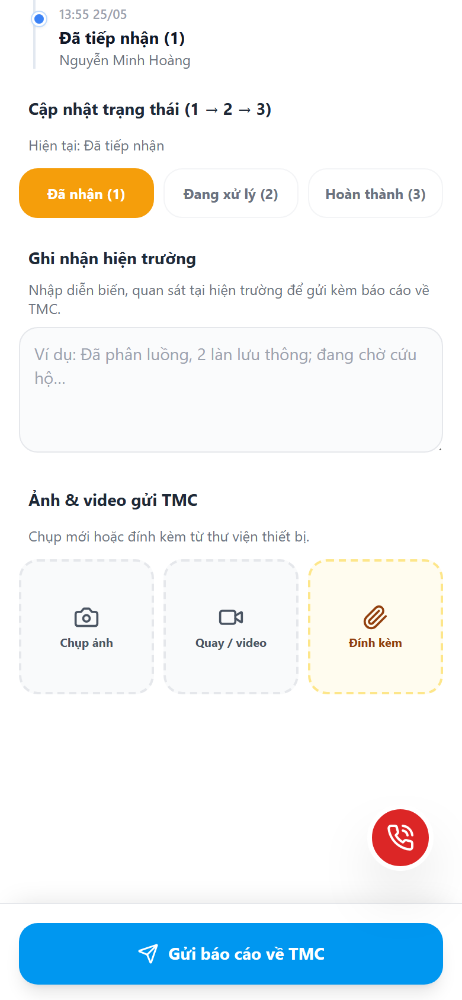 13:55 25/05
Đã tiếp nhận (1)
Nguyễn Minh Hoàng
Cập nhật trạng thái (1 → 2 → 3)
Hiện tại: Đã tiếp nhận
Đã nhận (1)
Đang xử lý (2)
Hoàn thành (3)
Ghi nhận hiện trường
Nhập diễn biến, quan sát tại hiện trường để gửi kèm báo cáo về
TMC.
Ví dụ: Đã phân luồng, 2 làn lưu thông; đang chờ cứu
hộ...
Ảnh & video gửi TMC
Chụp mới hoặc đính kèm từ thư viện thiết bị.
Chụp ảnh
Quay / video
Đính kèm
Gửi báo cáo về TMC